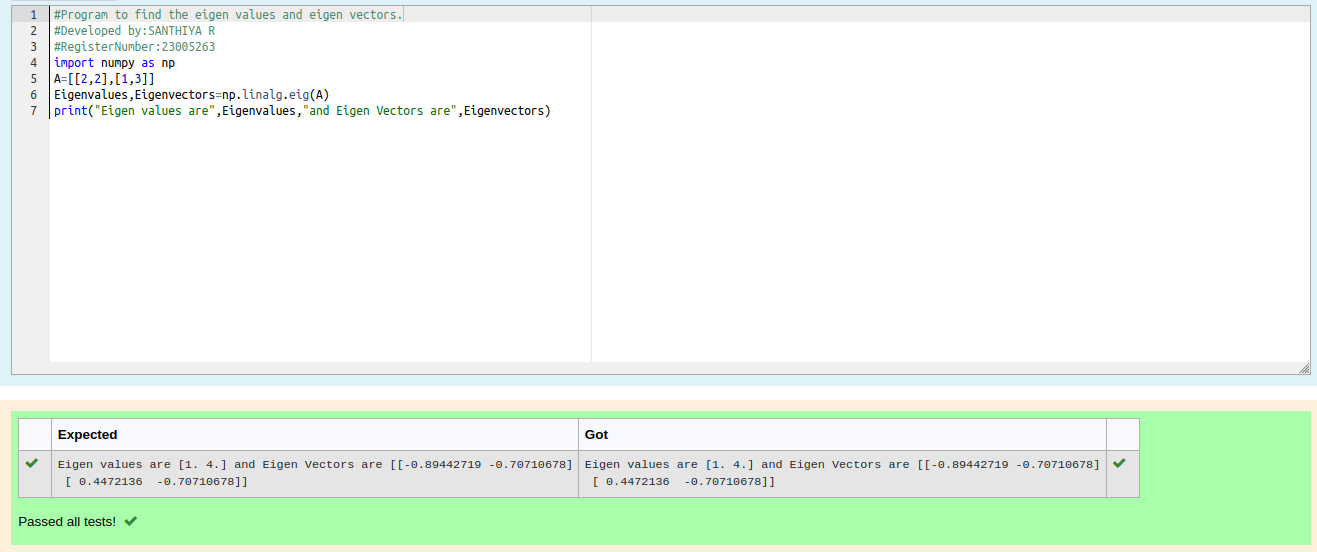 1 #Program to find the eigen values and eigen vectors.
2 #Developed by:SANTHIYA R
3 #RegisterNumber:23005263
4 import numpy as np
5 A=[[2,2],[1,3]]
6 Eigenvalues,Eigenvectors=np.linalg.eig(A)
7 print("Eigen values are",Eigenvalues,"and Eigen Vectors are",Eigenvectors)
Expected Got
Eigen values are [1. 4.] and Eigen Vectors are [[-0.89442719 -0.70710678] Eigen values are [1. 4.] and Eigen Vectors are [[-0.89442719 -0.70710678]
[ 0.4472136  -0.70710678]] [ 0.4472136  -0.70710678]]
Passed all tests!